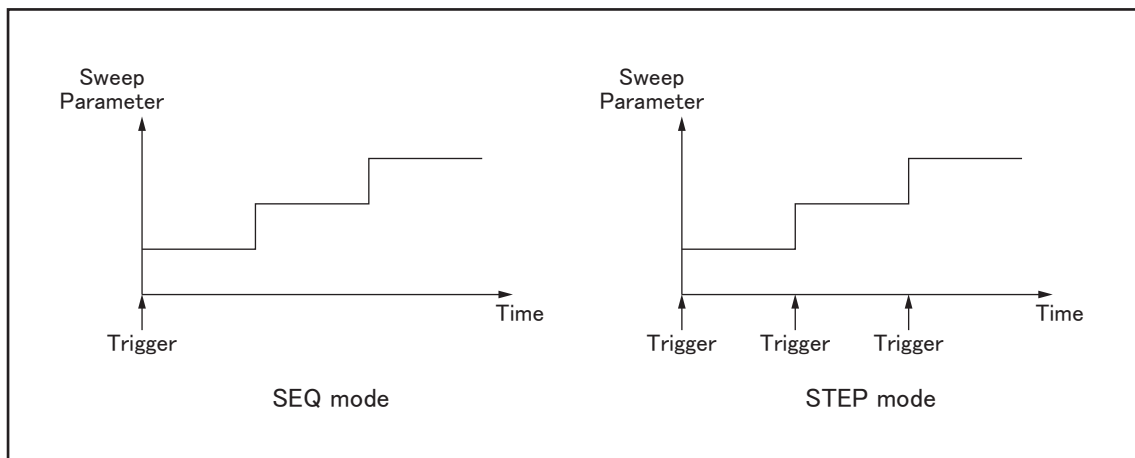 Sweep
Parameter
Time
Trigger
SEQ mode
Sweep
Parameter
Time
Trigger Trigger Trigger
STEP mode